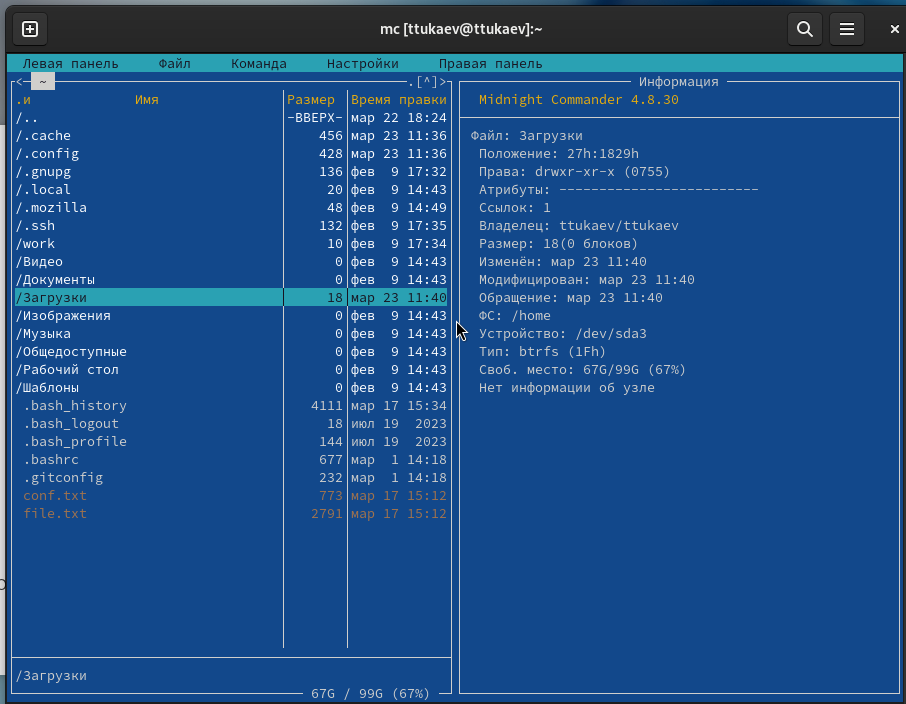 mc [ttukaev@ttukaev]:~
Левая панель Файл Команда Настройки Правая панель
<- ~ .[^]>
.и Имя Размер Время правки
/.. -ВВЕРХ- мар 22 18:24
/.cache 456 мар 23 11:36
/.config 428 мар 23 11:36
/.gnupg 136 фев 9 17:32
/.local 20 фев 9 14:43
/.mozilla 48 фев 9 14:49
/.ssh 132 фев 9 17:35
/work 10 фев 9 17:34
/Видео 0 фев 9 14:43
/Документы 0 фев 9 14:43
/Загрузки 18 мар 23 11:40
/Изображения 0 фев 9 14:43
/Музыка 0 фев 9 14:43
/Общедоступные 0 фев 9 14:43
/Рабочий стол 0 фев 9 14:43
/Шаблоны 0 фев 9 14:43
.bash_history 4111 мар 17 15:34
.bash_logout 18 июл 19 2023
.bash_profile 144 июл 19 2023
.bashrc 677 мар 1 14:18
.gitconfig 232 мар 1 14:18
conf.txt 773 мар 17 15:12
file.txt 2791 мар 17 15:12
/Загрузки
67G / 99G (67%)
Информация
Midnight Commander 4.8.30
Файл: Загрузки
Положение: 27h:1829h
Права: drwxr-xr-x (0755)
Атрибуты: -------------------------
Ссылок: 1
Владелец: ttukaev/ttukaev
Размер: 18(0 блоков)
Изменён: мар 23 11:40
Модифицирован: мар 23 11:40
Обращение: мар 23 11:40
ФС: /home
Устройство: /dev/sda3
Тип: btrfs (1Fh)
Своб. место: 67G/99G (67%)
Нет информации об узле